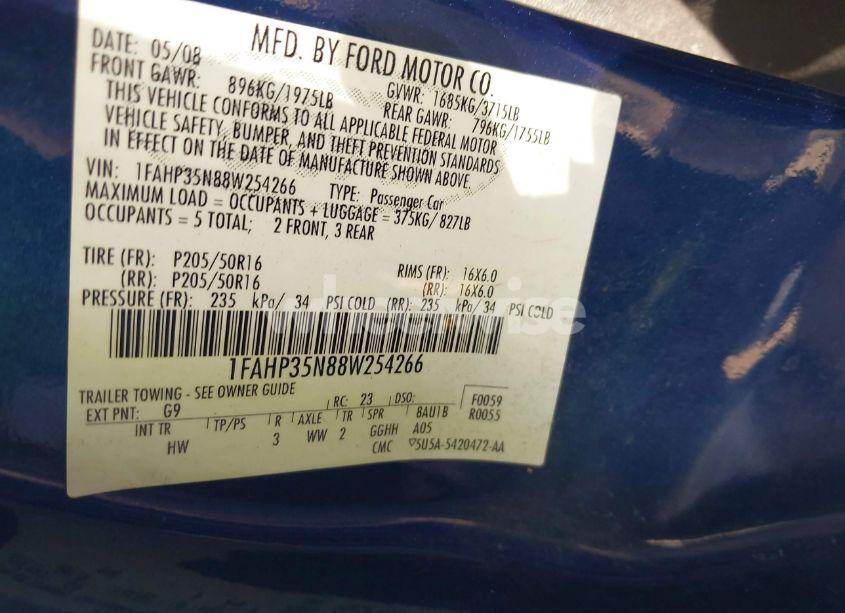 DATE: 05/08 MFD. BY FORD MOTOR CO.
FRONT GAWR: 896KG/1975LB GVWR: 1685KG/3715LB
REAR GAWR: 796KG/1755LB
THIS VEHICLE CONFORMS TO ALL APPLICABLE FEDERAL MOTOR
VEHICLE SAFETY, BUMPER, AND THEFT PREVENTION STANDARDS
IN EFFECT ON THE DATE OF MANUFACTURE SHOWN ABOVE.
VIN: 1FAHP35N88W254266 TYPE: Passenger Car
MAXIMUM LOAD = OCCUPANTS + LUGGAGE = 375KG/ 827LB
OCCUPANTS = 5 TOTAL; 2 FRONT, 3 REAR
TIRE (FR): P205/50R16 RIMS (FR): 16X6.0
(RR): P205/50R16 (RR): 16X6.0
PRESSURE (FR): 235 kPa/ 34 PSI COLD (RR): 235 kPa/ 34 PSI COLD
wheelwise
1FAHP35N88W254266
TRAILER TOWING - SEE OWNER GUIDE
EXT PNT: G9 RC: 23 DSO: F0059
R0055
INT TR TP/PS R AXLE TR SPR 8AU1B
HW 3 WW 2 GGHH A05
CMC 5U5A-5420472-AA